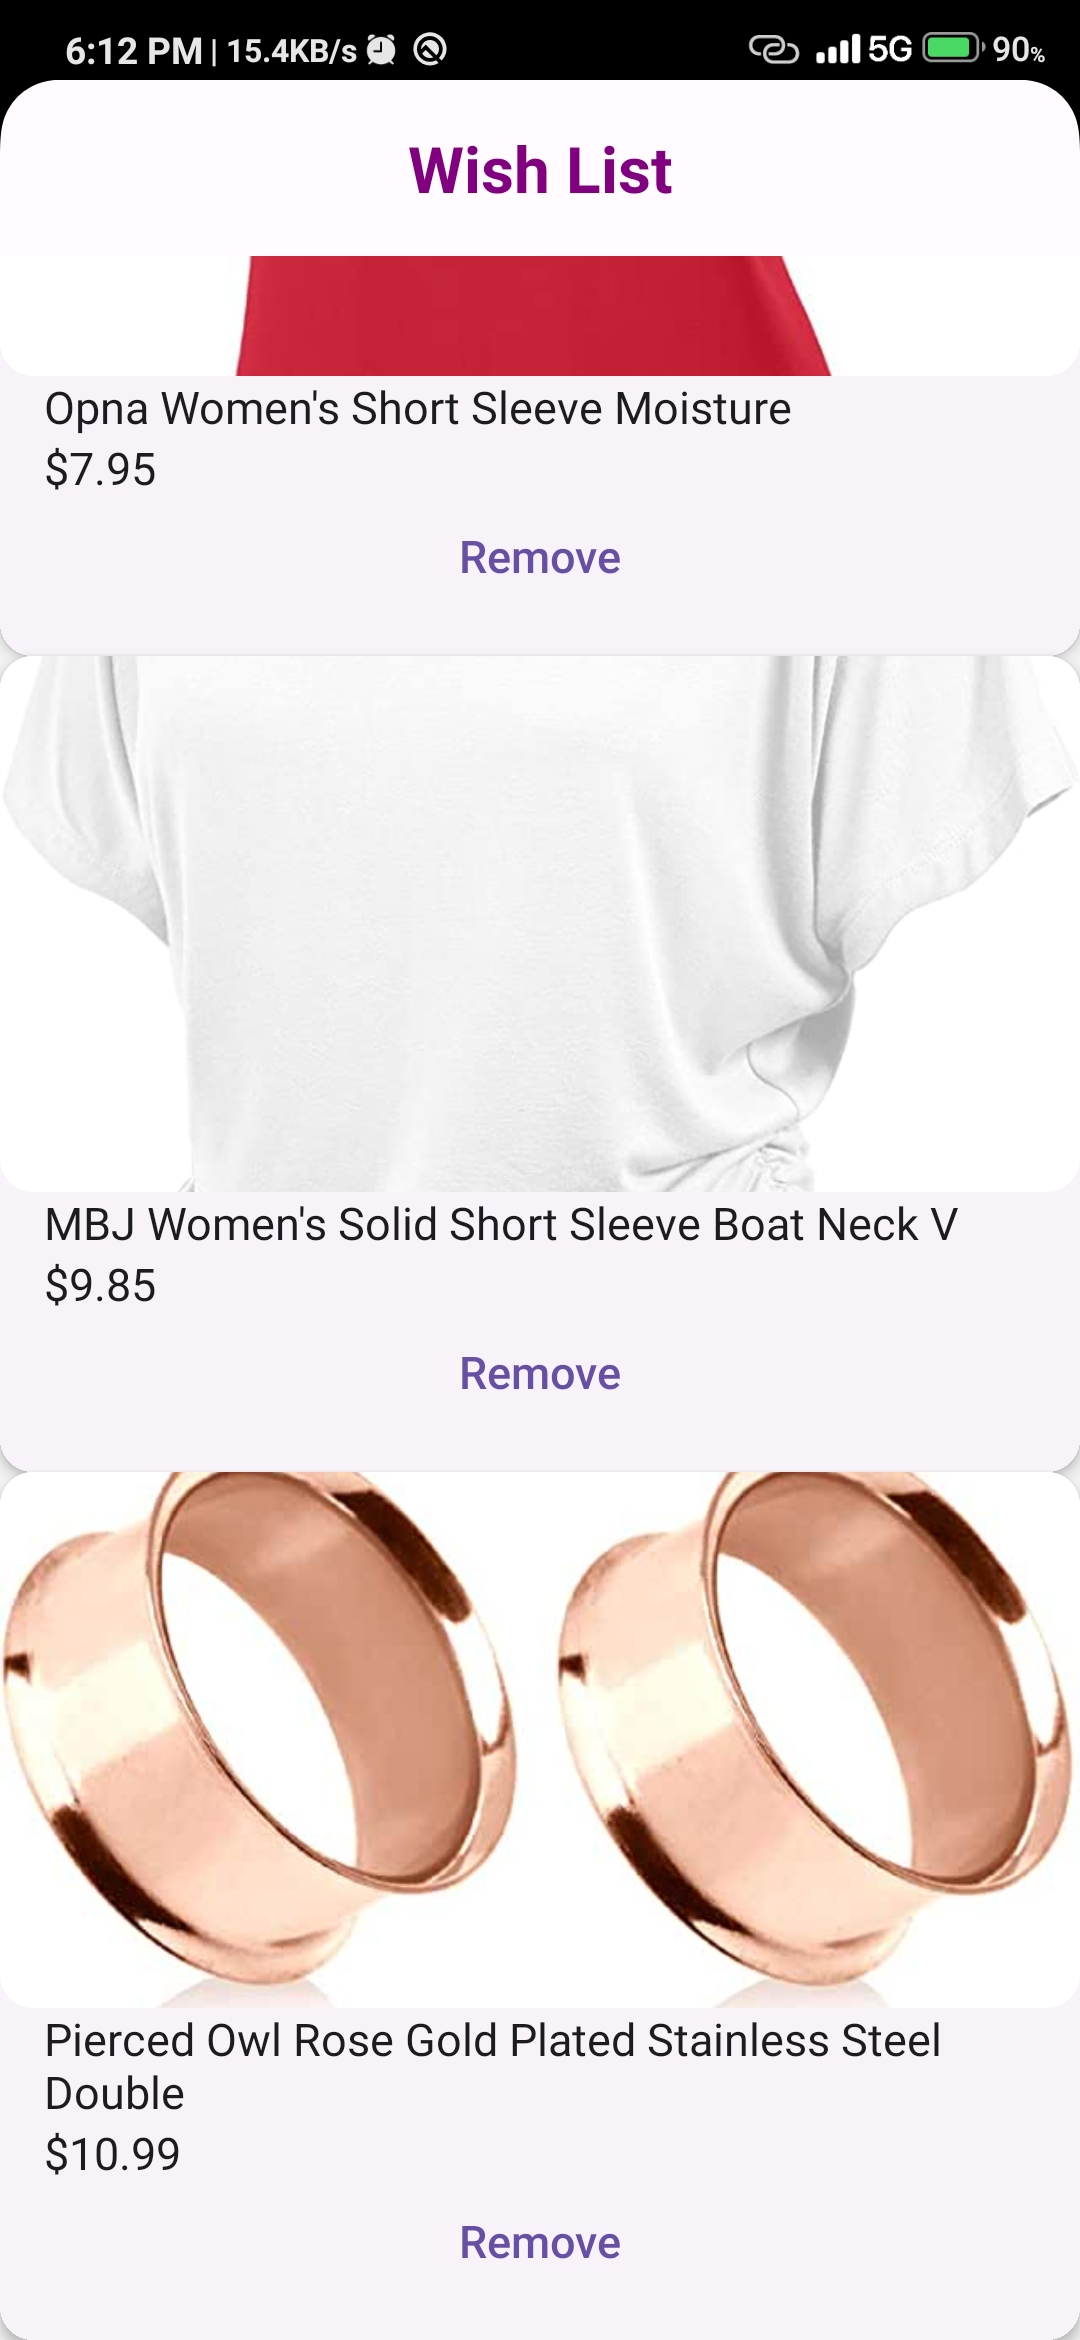 6:12 PM | 15.4KB/s 5G 90%
Wish List
Opna Women's Short Sleeve Moisture
$7.95
Remove
MBJ Women's Solid Short Sleeve Boat Neck V
$9.85
Remove
Pierced Owl Rose Gold Plated Stainless Steel
Double
$10.99
Remove